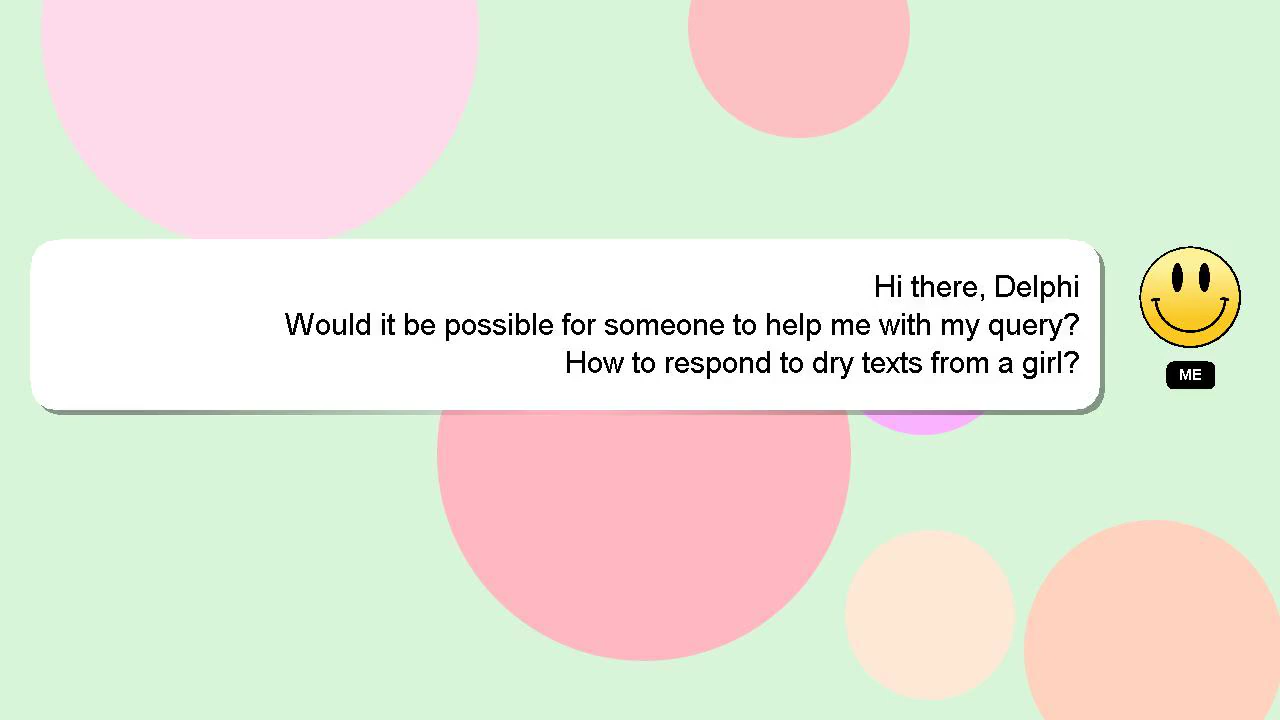 Hi there, Delphi
Would it be possible for someone to help me with my query?
How to respond to dry texts from a girl?
ME